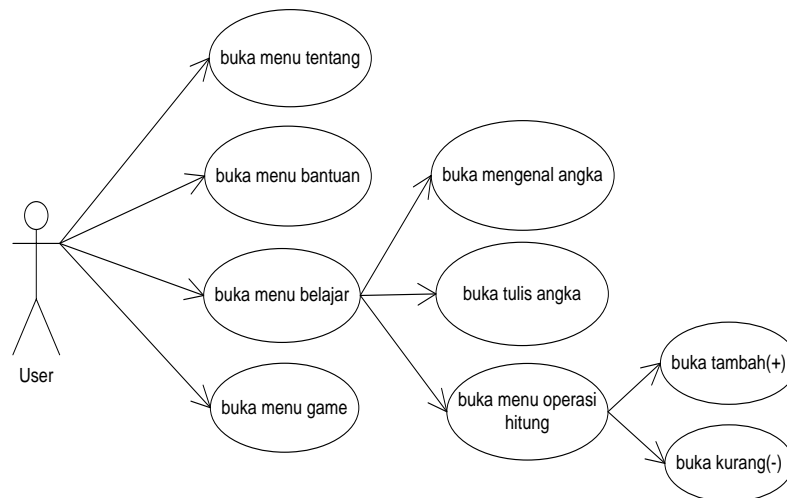 buka menu tentang
buka menu bantuan
buka mengenal angka
buka menu belajar
buka tulis angka
User
buka menu game
buka menu operasi
hitung
buka tambah(+)
buka kurang(-)